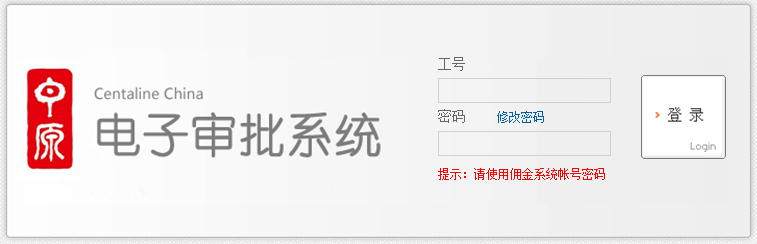 中原
Centaline China
电子审批系统
工号
密码 修改密码
提示：请使用佣金系统帐号密码
登 录
Login